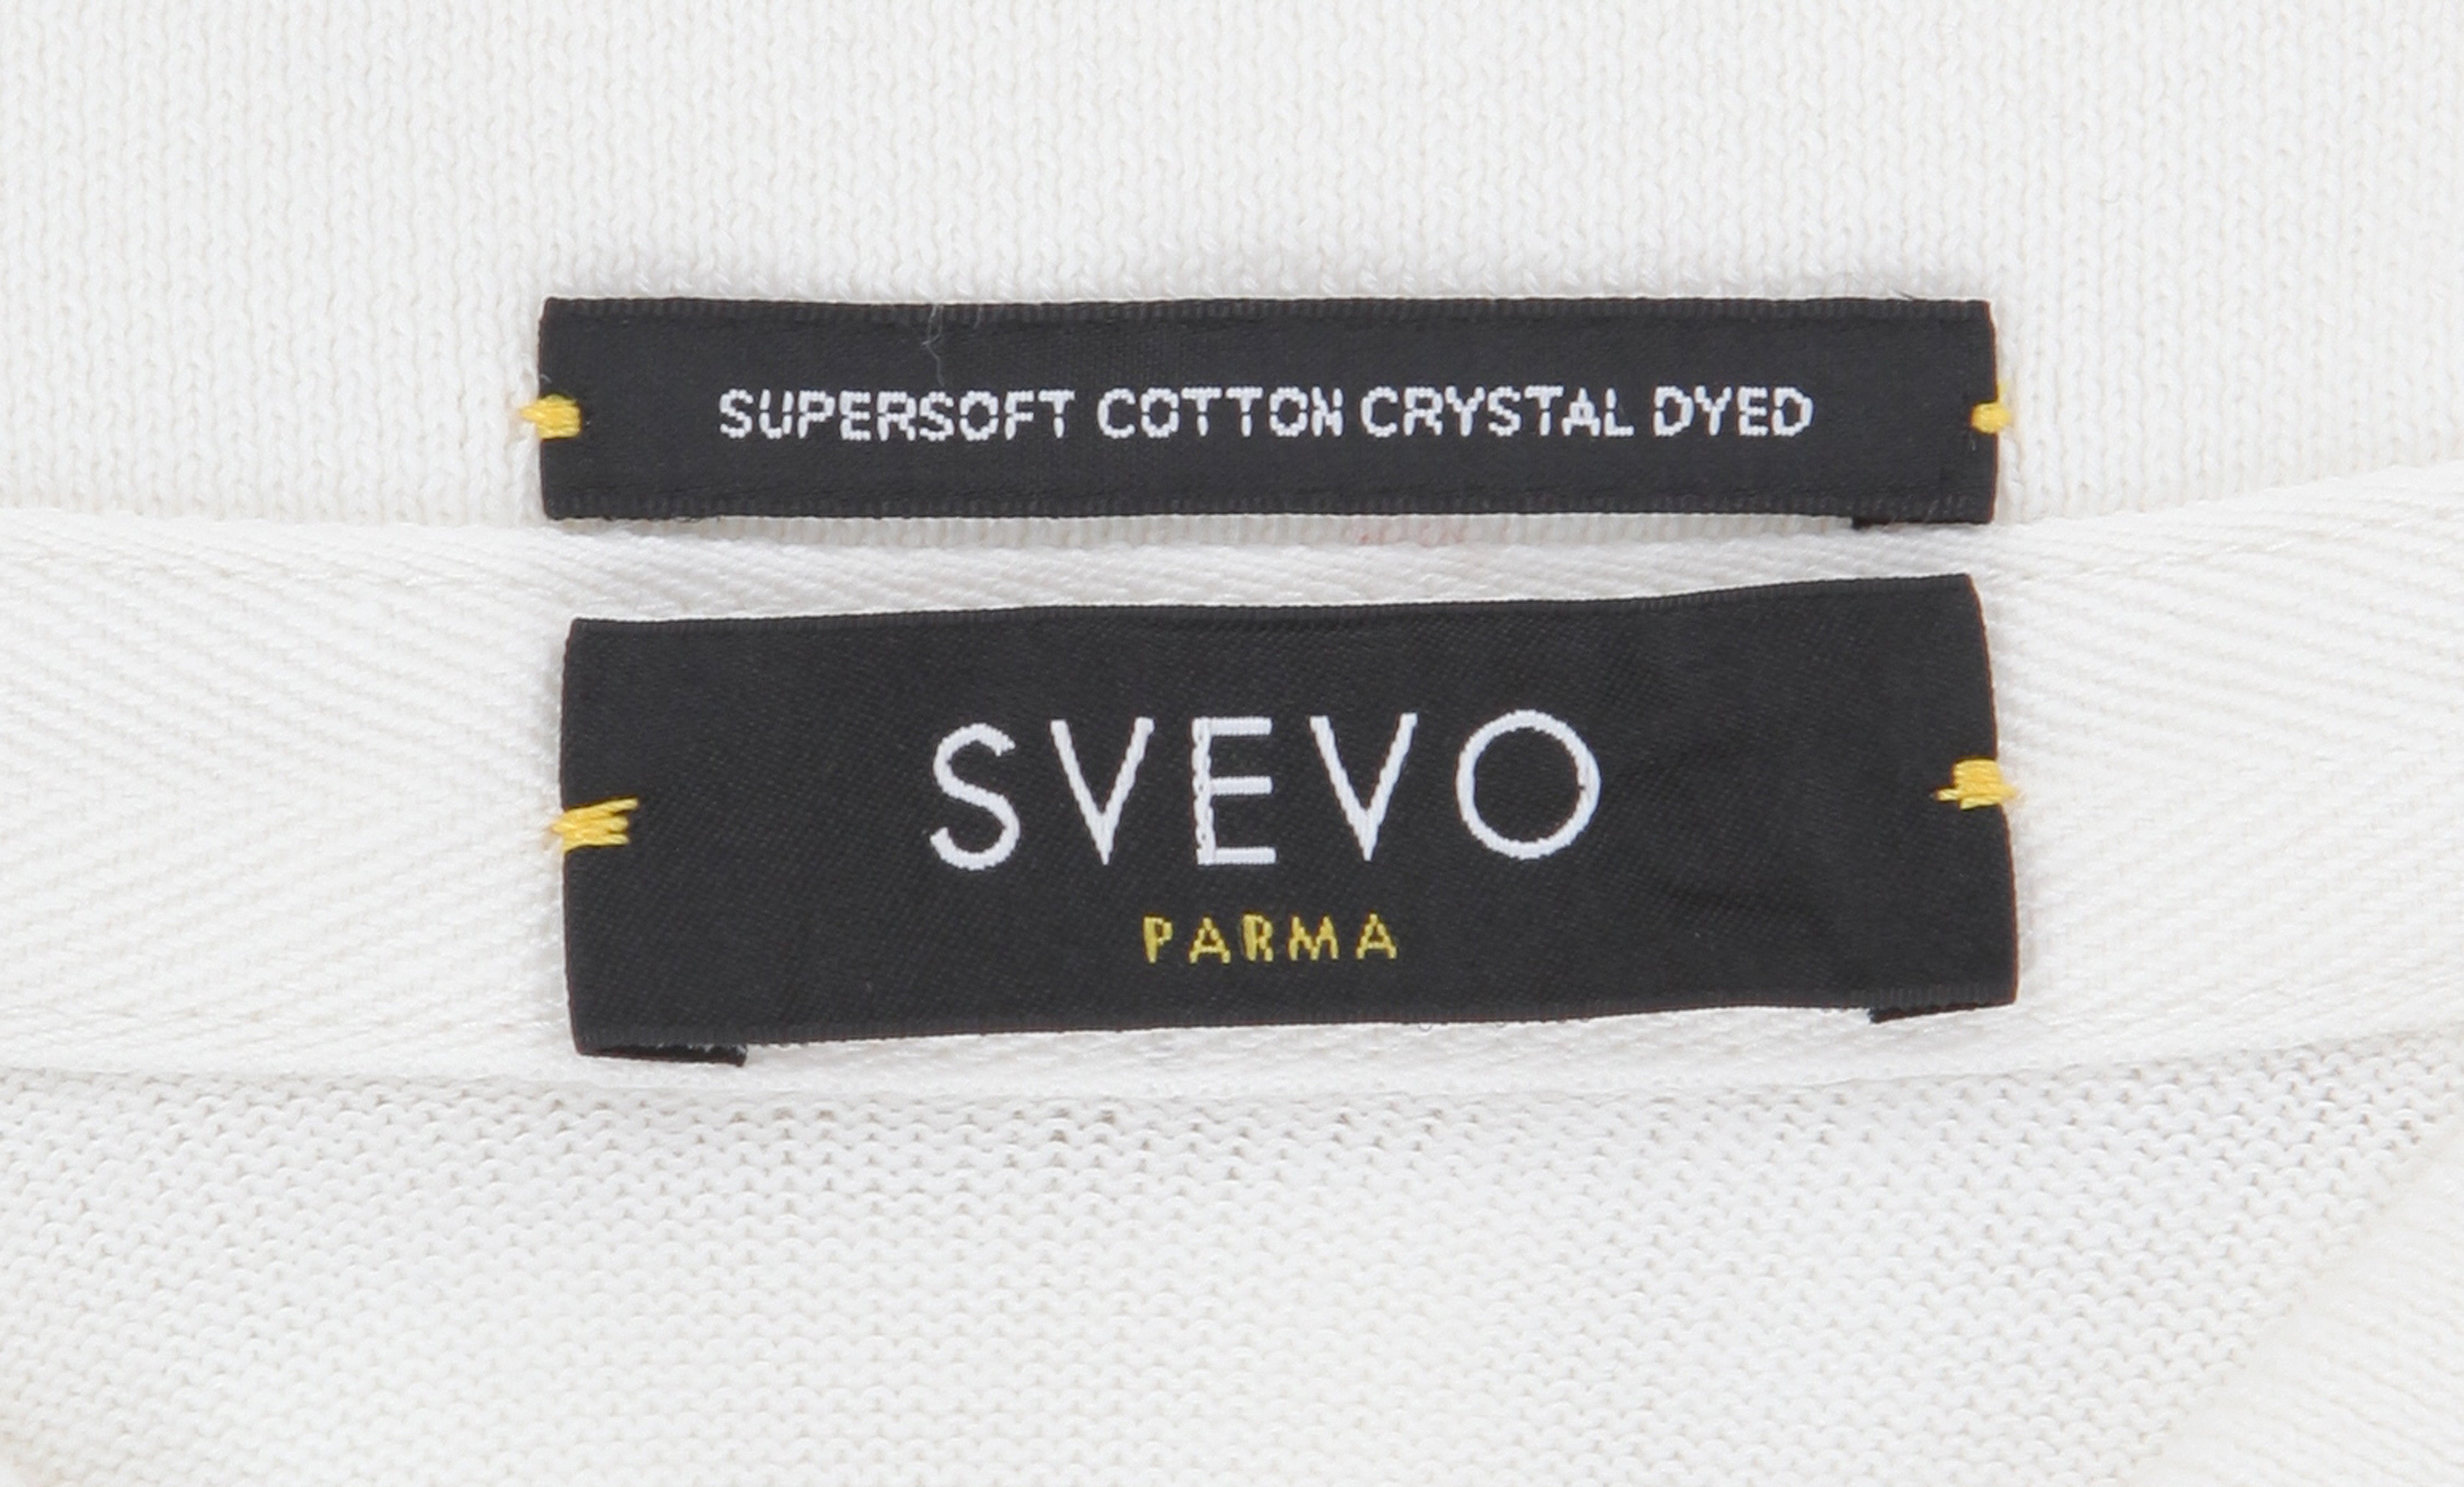 SUPERSOFT COTTON CRYSTAL DYED
SVEVO
PARMA